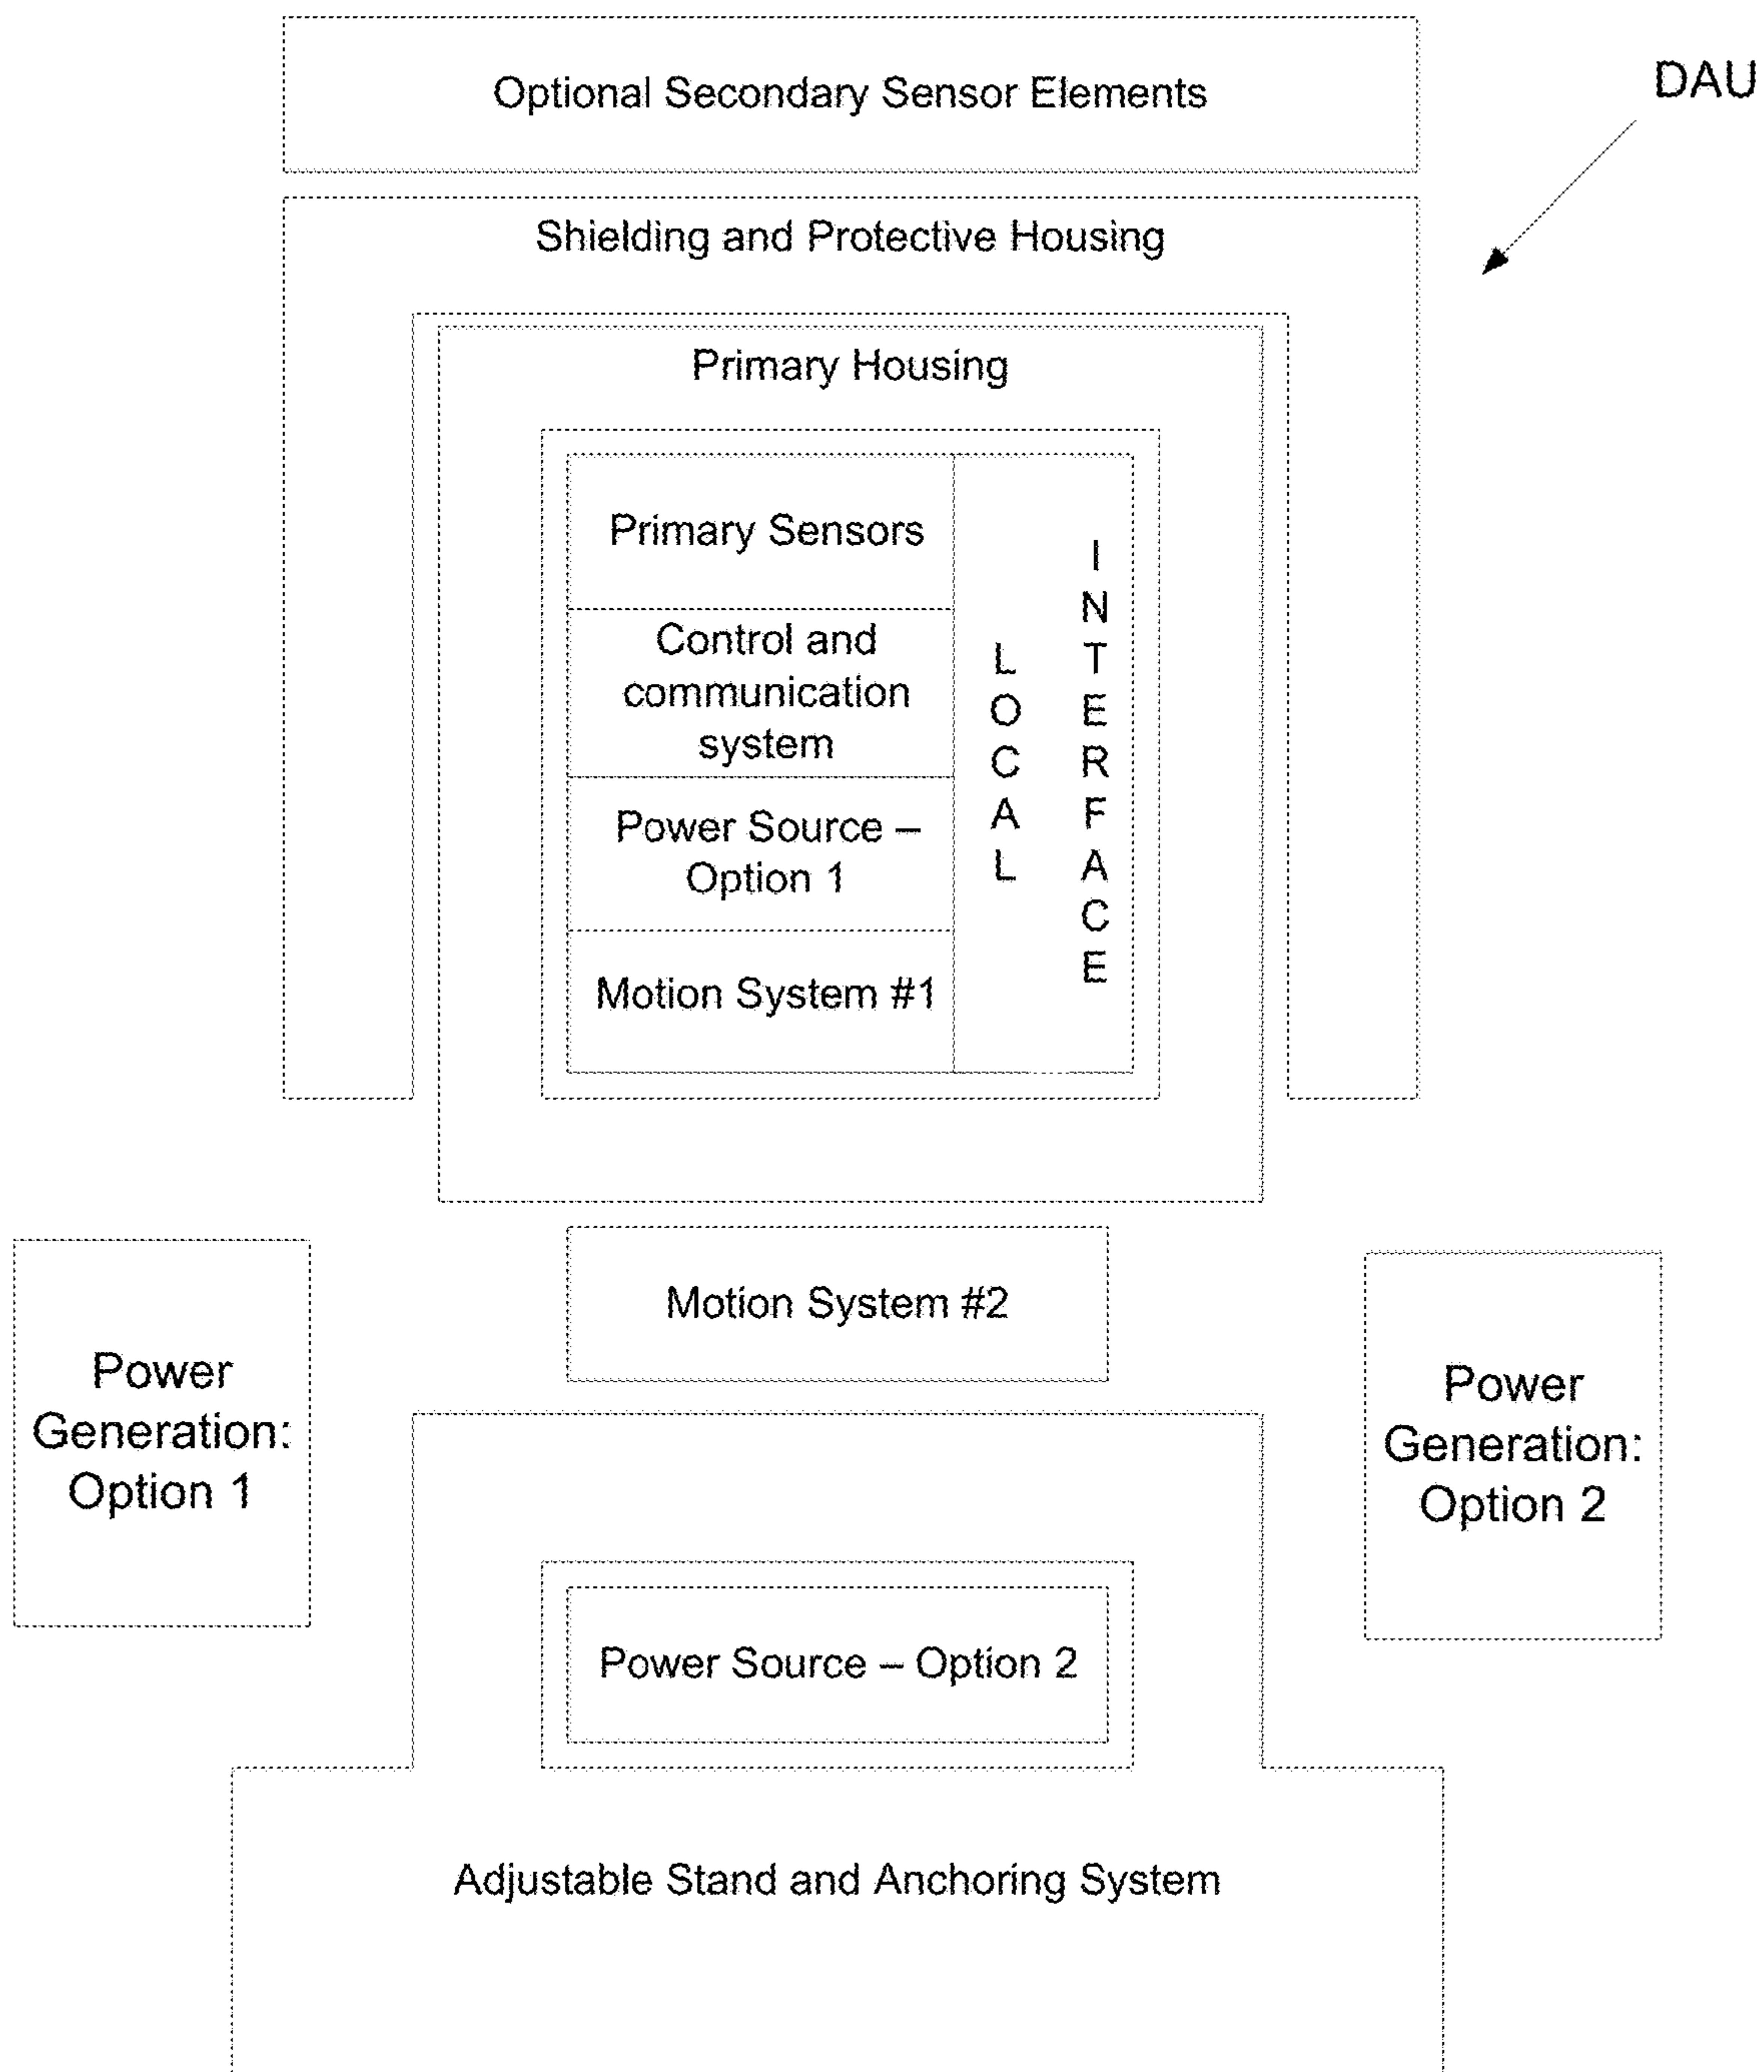 Optional Secondary Sensor Elements
DAU
Shielding and Protective Housing
Primary Housing
Primary Sensors
Control and
communication
system
Power Source –
Option 1
Motion System #1
LOCAL
INTERFACE
Motion System #2
Power
Generation:
Option 1
Power
Generation:
Option 2
Power Source – Option 2
Adjustable Stand and Anchoring System